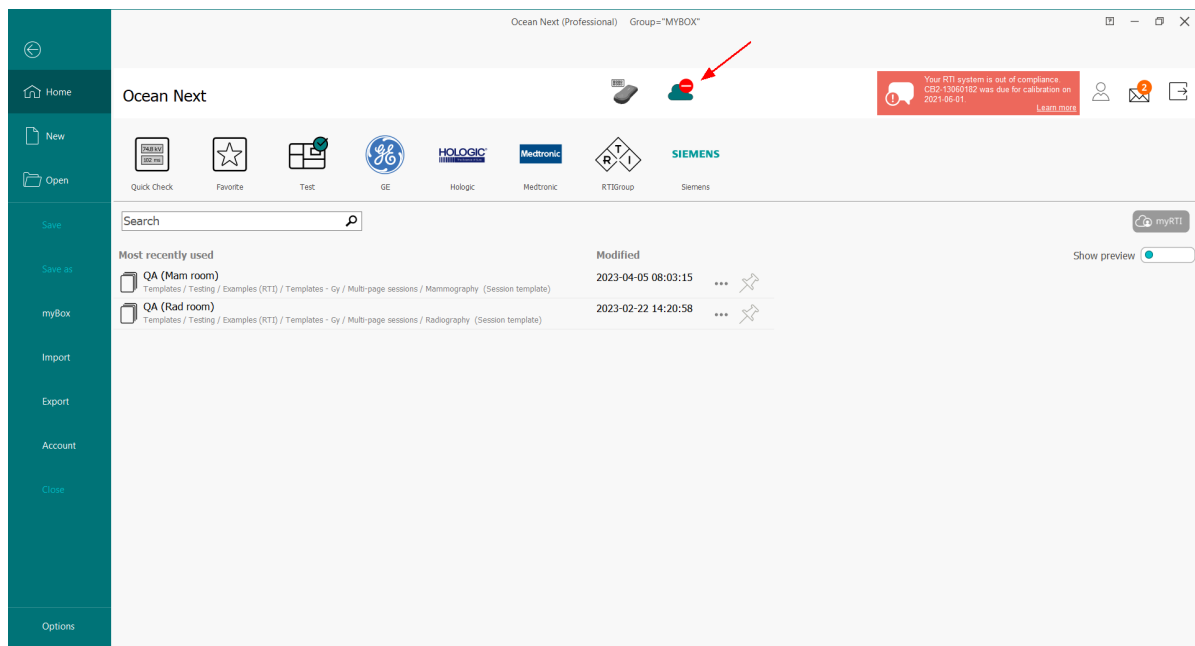 Ocean Next (Professional) Group="MYBOX"
Home
New
Open
Save
Save as
myBox
Import
Export
Account
Close
Options
Ocean Next
Your RTI system is out of compliance.
CB2-13060182 was due for calibration on
2021-06-01.
Learn more
2
74.8 kV
102 ms
Quick Check
Favorite
Test
GE
GE
HOLOGIC
Hologic
Medtronic
Medtronic
RTI
RTIGroup
SIEMENS
Siemens
Search
myRTI
Most recently used Modified Show preview
QA (Mam room) 2023-04-05 08:03:15
Templates / Testing / Examples (RTI) / Templates - Gy / Multi-page sessions / Mammography (Session template)
QA (Rad room) 2023-02-22 14:20:58
Templates / Testing / Examples (RTI) / Templates - Gy / Multi-page sessions / Radiography (Session template)